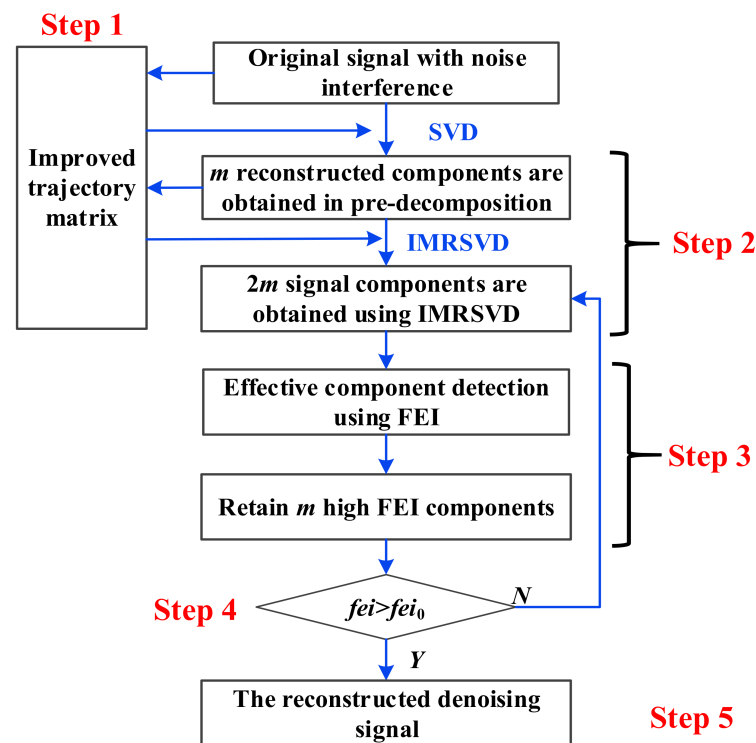 Step 1
Original signal with noise
interference
SVD
Improved
trajectory
matrix
m reconstructed components are
obtained in pre-decomposition
IMRSVD
Step 2
2m signal components are
obtained using IMRSVD
Effective component detection
using FEI
Step 3
Retain m high FEI components
Step 4
fei>fei₀
N
Y
The reconstructed denoising
signal
Step 5